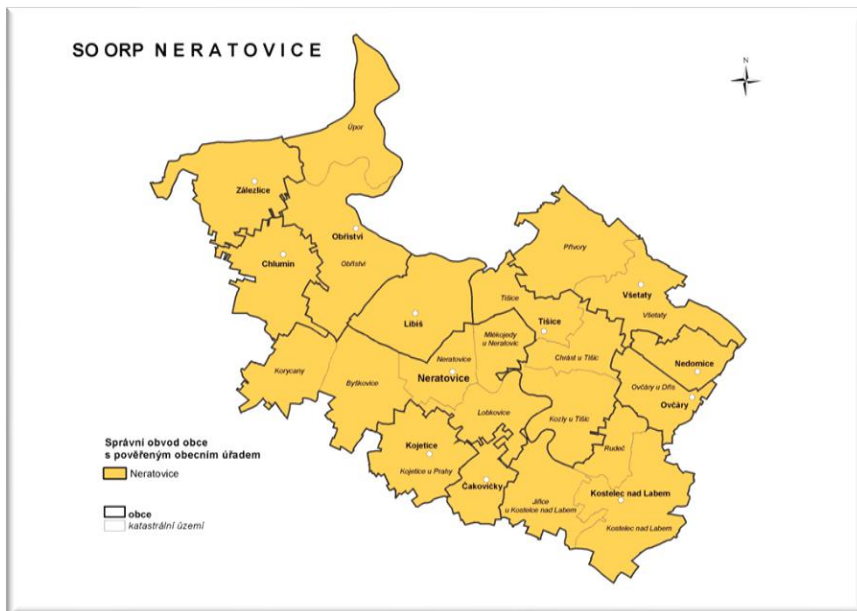 SO ORP NERATOVICE
N
Úpor
Zálezlice
Obříství
Chlumín
Obříství
Přívory
Všetaty
Všetaty
Tišice
Libiš
Tišice
Mlékojedy
u Neratovic
Chrást u Tišic
Neratovice
Neratovice
Nedomice
Korycany
Byškovice
Ovčáry u Dřís
Ovčáry
Lobkovice
Kozly u Tišic
Kojetice
Rudeč
Kojetice u Prahy
Čakovičky
Kostelec nad Labem
Jiřice
u Kostelce nad Labem
Kostelec nad Labem
Správní obvod obce
s pověřeným obecním úřadem
Neratovice
obce
katastrální území